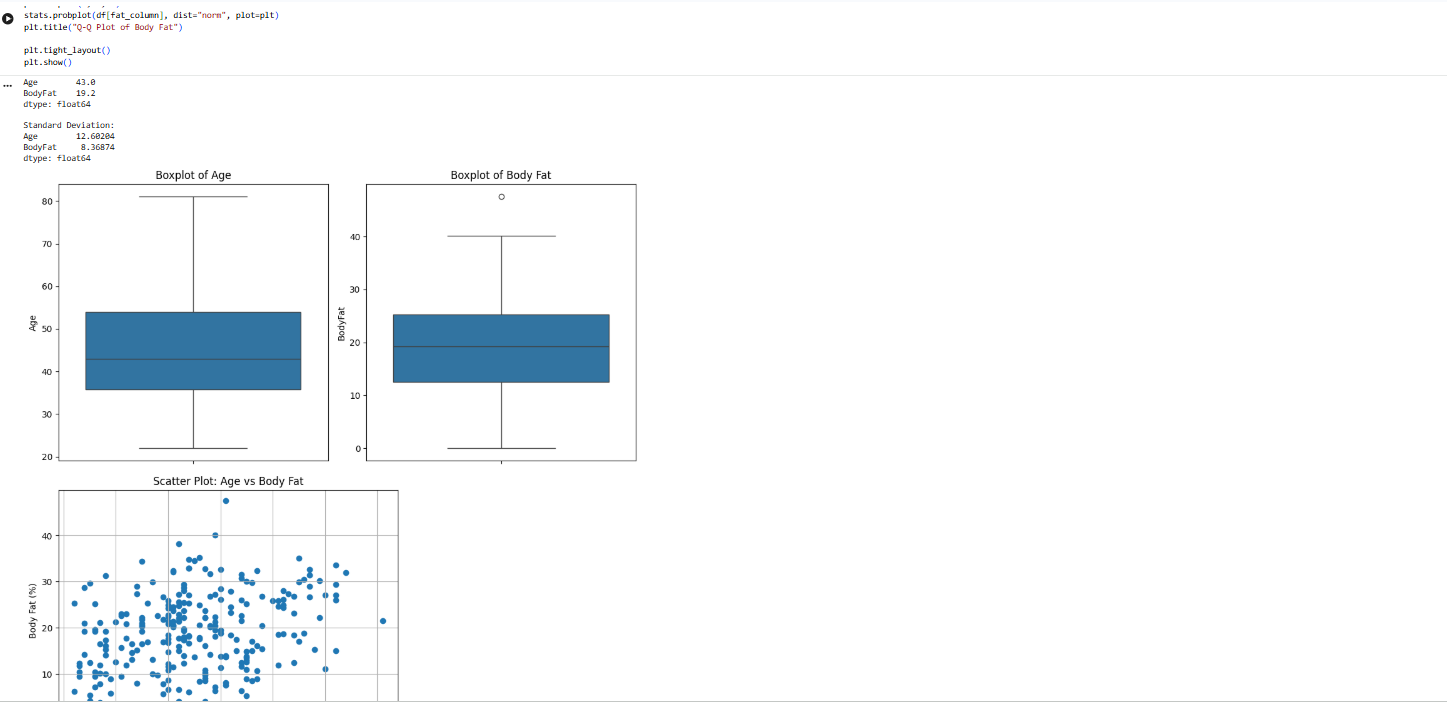 stats.probplot(df[fat_column], dist="norm", plot=plt)
plt.title("Q-Q Plot of Body Fat")
plt.tight_layout()
plt.show()
Age 43.0
BodyFat 19.2
dtype: float64
Standard Deviation:
Age 12.60204
BodyFat 8.36874
dtype: float64
Boxplot of Age
80
70
60
50
40
30
20
Age
Boxplot of Body Fat
40
30
20
10
0
BodyFat
Scatter Plot: Age vs Body Fat
40
30
20
10
Body Fat (%)